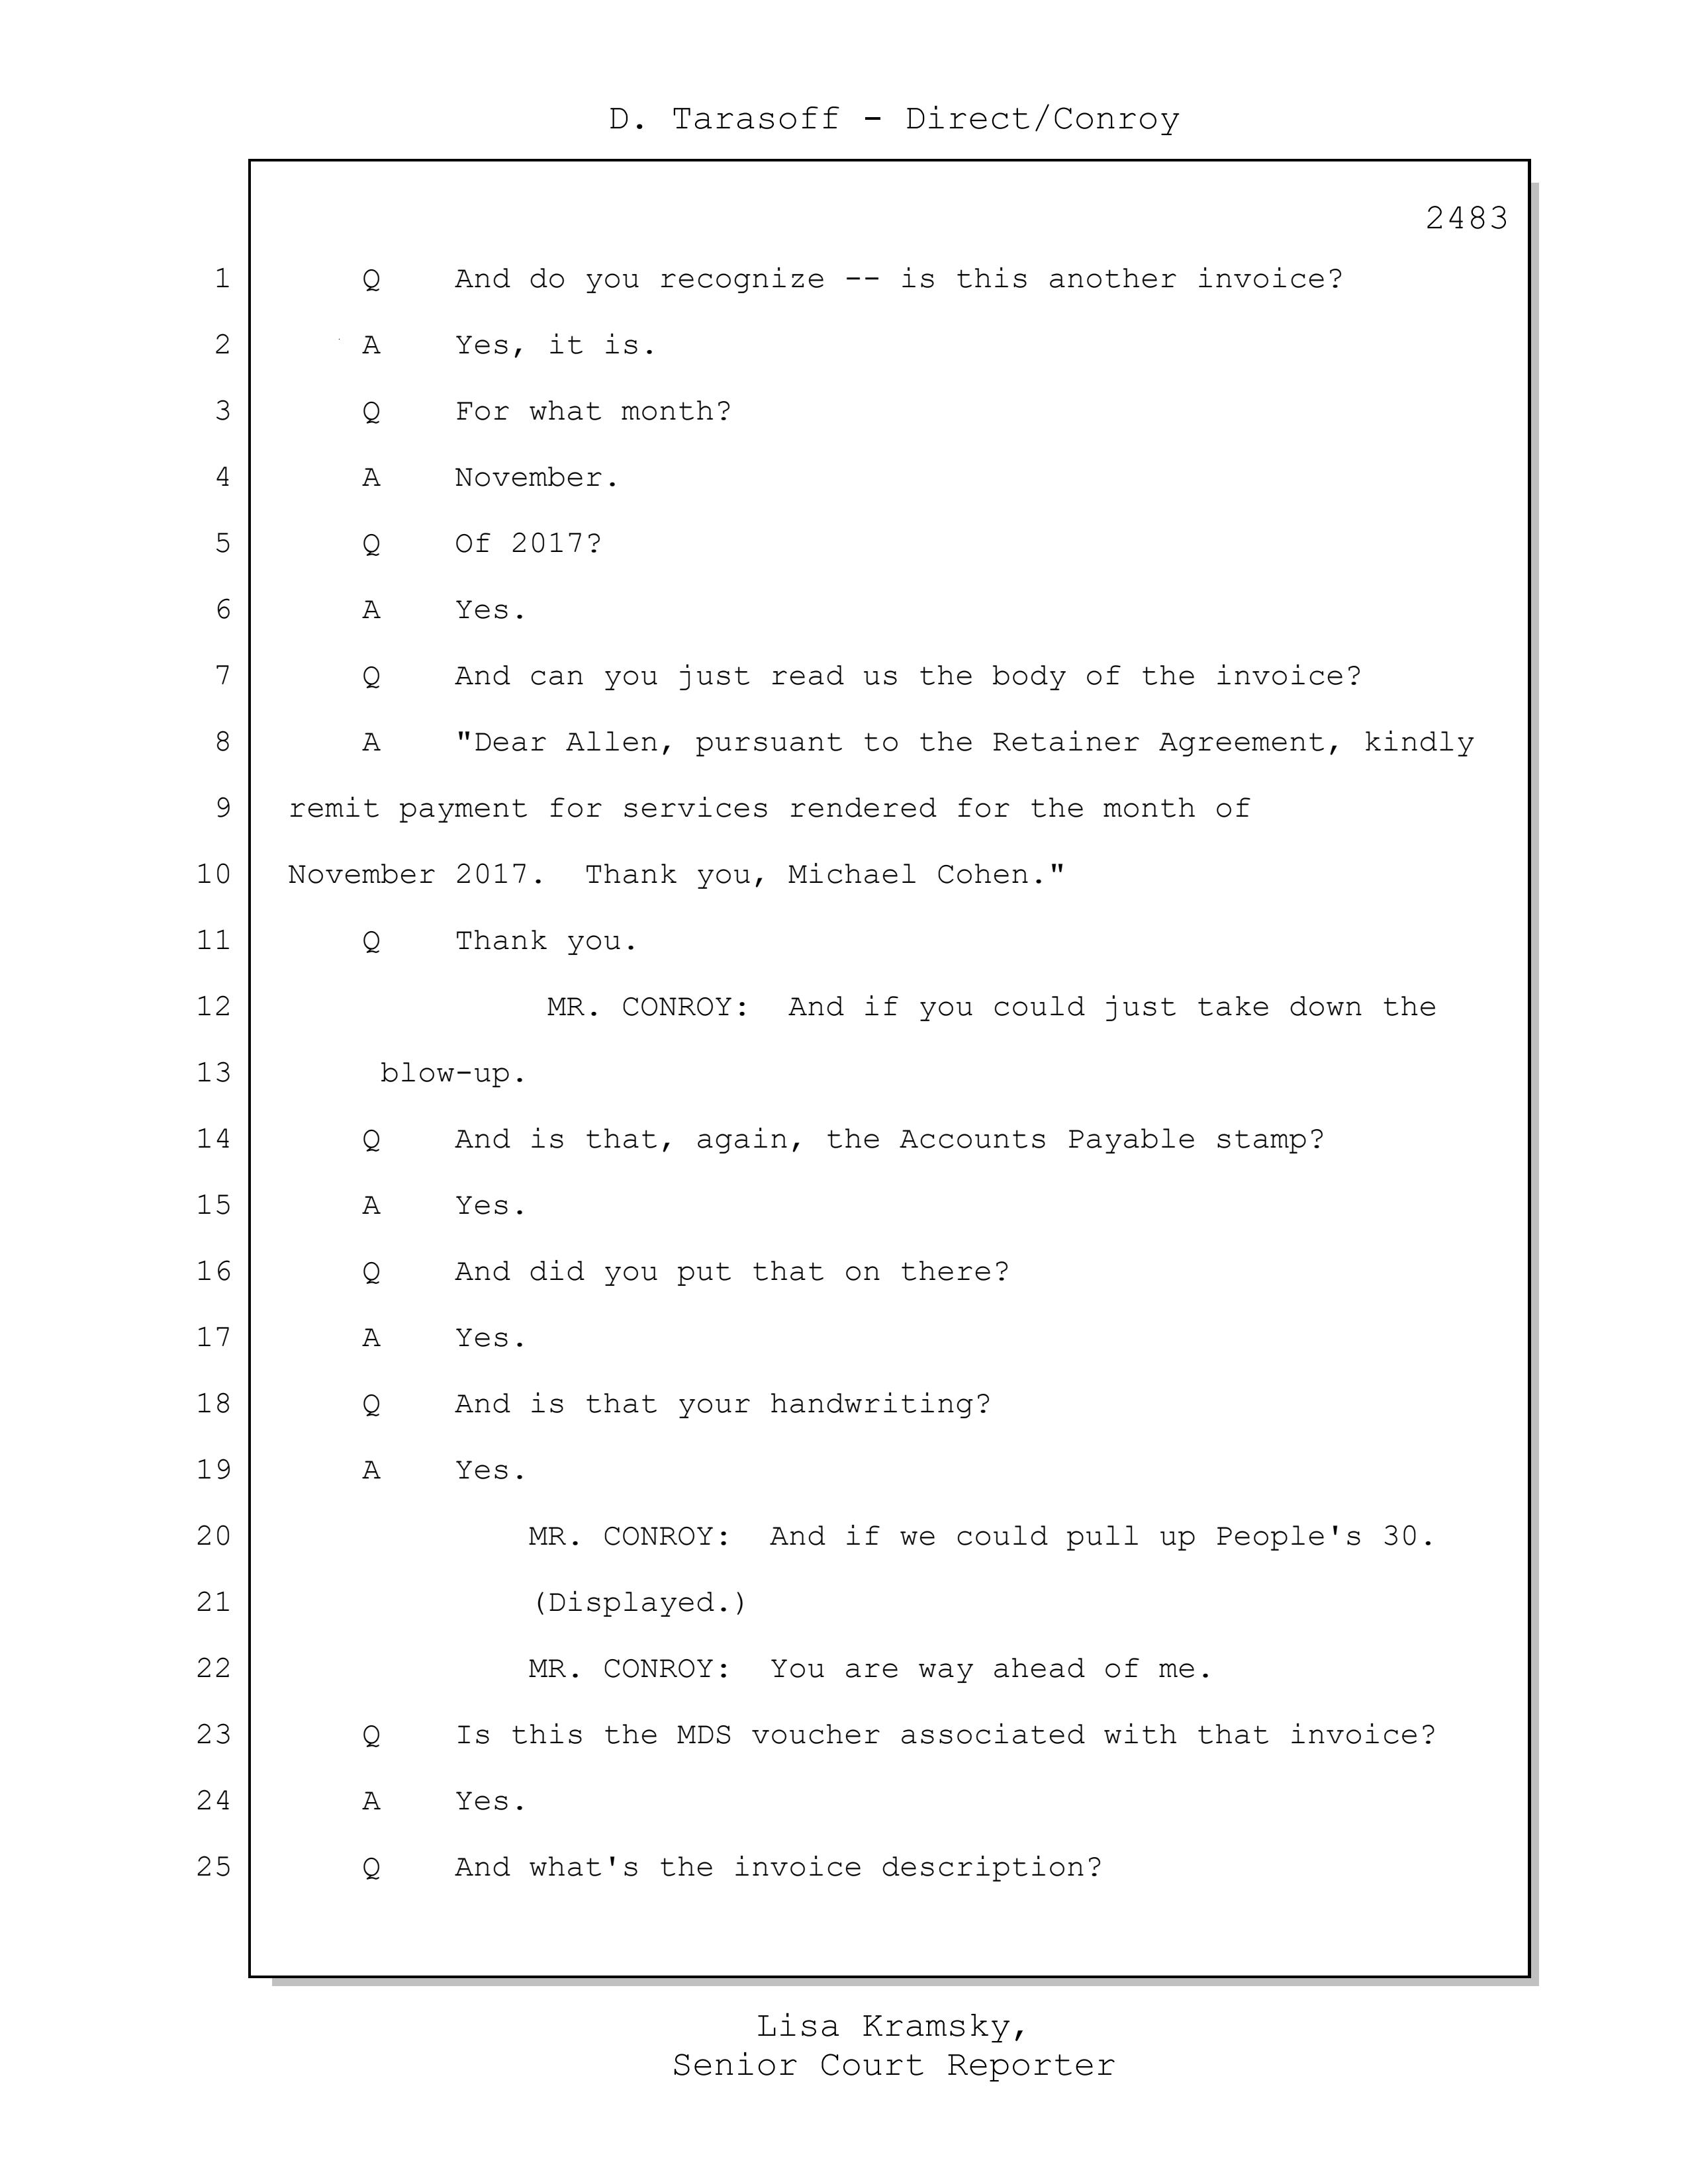 D. Tarasoff - Direct/Conroy
2483
1 Q And do you recognize -- is this another invoice?
2 A Yes, it is.
3 Q For what month?
4 A November.
5 Q Of 2017?
6 A Yes.
7 Q And can you just read us the body of the invoice?
8 A "Dear Allen, pursuant to the Retainer Agreement, kindly
9 remit payment for services rendered for the month of
10 November 2017. Thank you, Michael Cohen."
11 Q Thank you.
12 MR. CONROY: And if you could just take down the
13 blow-up.
14 Q And is that, again, the Accounts Payable stamp?
15 A Yes.
16 Q And did you put that on there?
17 A Yes.
18 Q And is that your handwriting?
19 A Yes.
20 MR. CONROY: And if we could pull up People's 30.
21 (Displayed.)
22 MR. CONROY: You are way ahead of me.
23 Q Is this the MDS voucher associated with that invoice?
24 A Yes.
25 Q And what's the invoice description?
Lisa Kramsky,
Senior Court Reporter